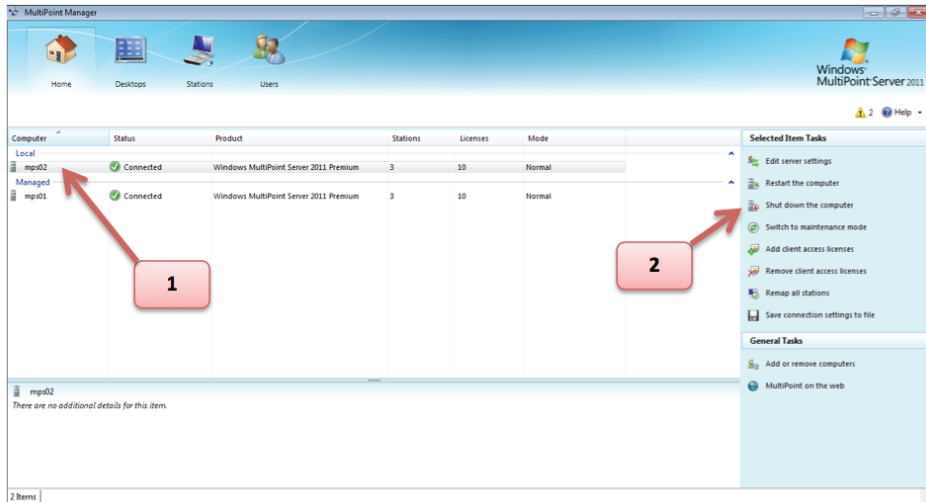 MultiPoint Manager
Home
Desktops
Stations
Users
Windows
MultiPoint Server 2011
2 Help
Computer Status Product Stations Licenses Mode
Local
mps02 Connected Windows MultiPoint Server 2011 Premium 3 10 Normal
Managed
mps01 Connected Windows MultiPoint Server 2011 Premium 3 10 Normal
1
2
Selected Item Tasks
Edit server settings
Restart the computer
Shut down the computer
Switch to maintenance mode
Add client access licenses
Remove client access licenses
Remap all stations
Save connection settings to file
General Tasks
Add or remove computers
MultiPoint on the web
mps02
There are no additional details for this item.
2 Items